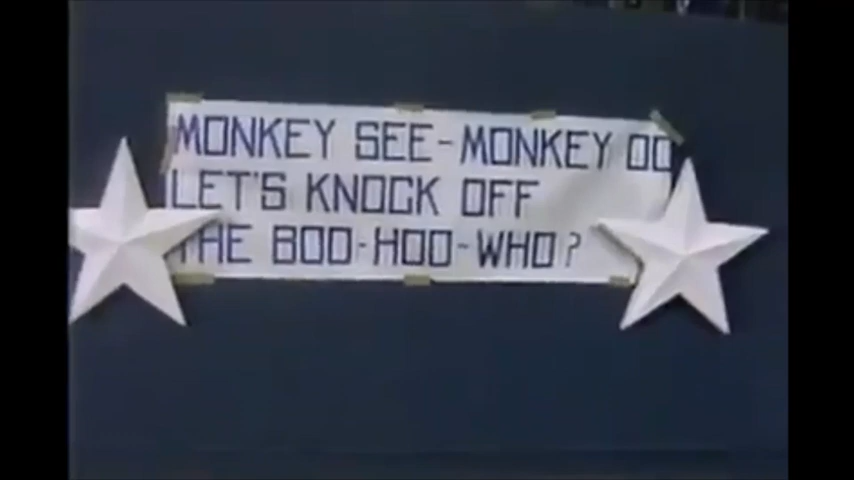 MONKEY SEE-MONKEY DO
LET'S KNOCK OFF
THE BOO-HOO-WHO?